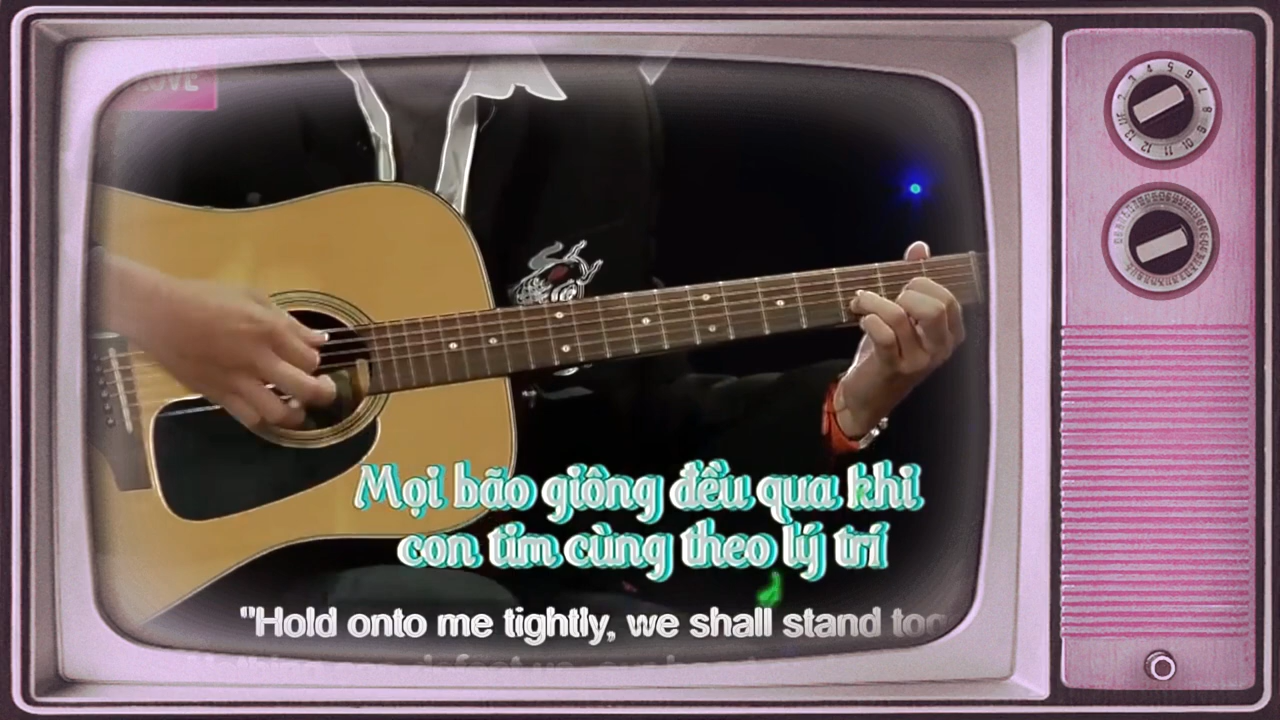 LOVE
Mọi bão giông đều qua khi
con tim cùng theo lý trí
"Hold onto me tightly, we shall stand